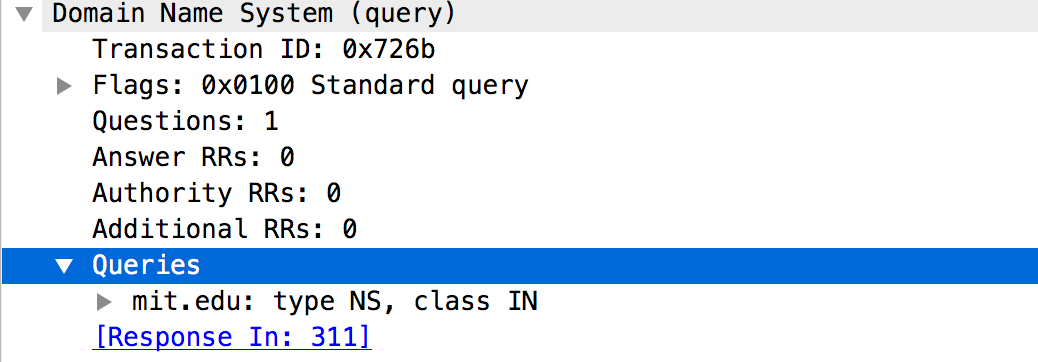 Domain Name System (query)
Transaction ID: 0x726b
Flags: 0x0100 Standard query
Questions: 1
Answer RRs: 0
Authority RRs: 0
Additional RRs: 0
Queries
mit.edu: type NS, class IN
[Response In: 311]